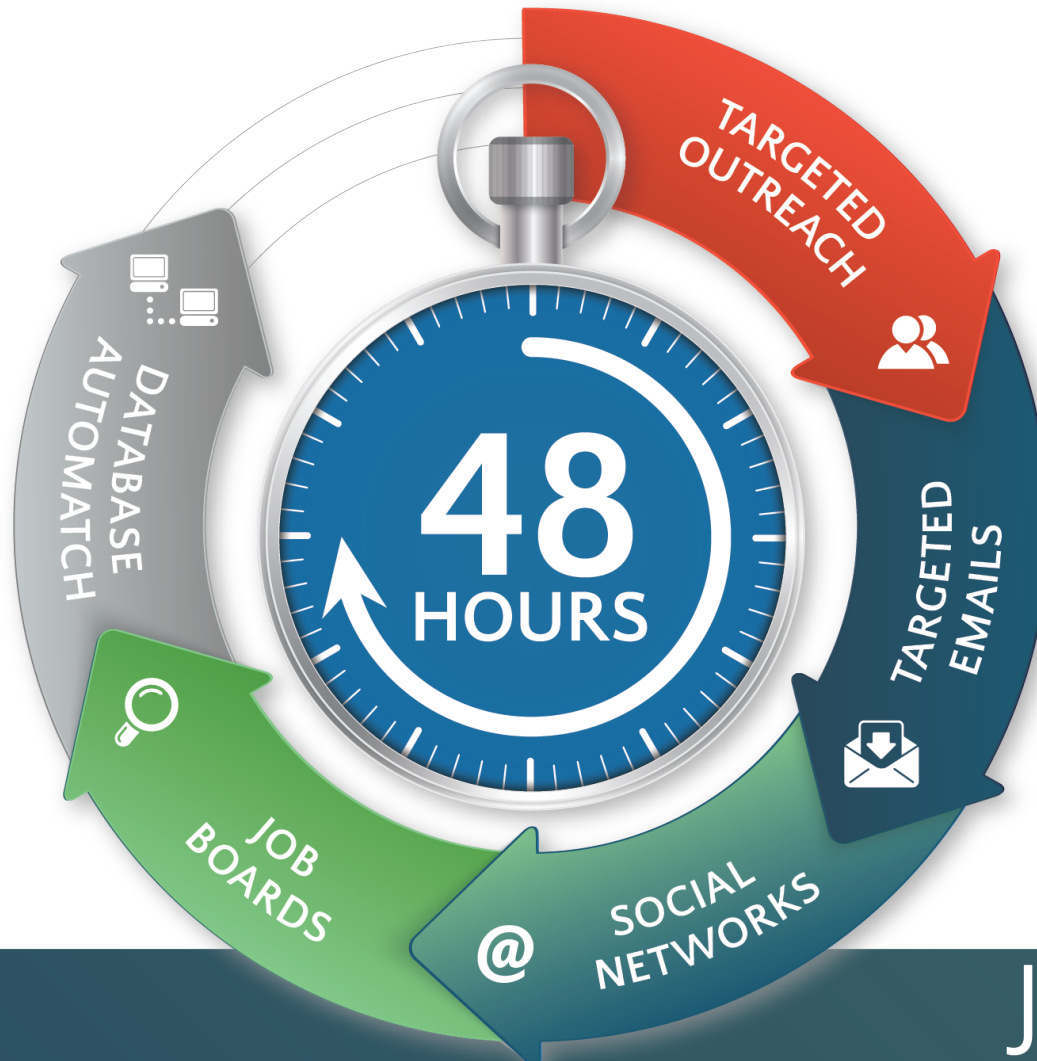 TARGETED
OUTREACH
TARGETED
EMAILS
SOCIAL
NETWORKS
@
JOB
BOARDS
DATABASE
AUTOMATCH
48
HOURS
J